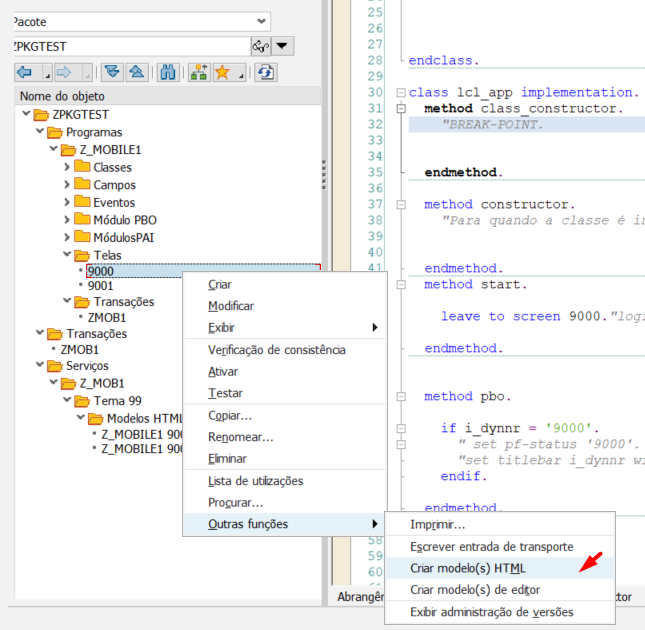 Pacote
ZPKGTEST
Nome do objeto
ZPKGTEST
Programas
Z_MOBILE1
Classes
Campos
Eventos
Módulo PBO
MódulosPAI
Telas
9000
9001
Transações
ZMOB1
Transações
ZMOB1
Serviços
Z_MOB1
Tema 99
Modelos HTML
Z_MOBILE1
Z_MOBILE1
Criar
Modificar
Exibir
Verificação de consistência
Ativar
Testar
Copiar...
Renomear...
Eliminar
Lista de utilizações
Procurar...
Outras funções
Imprimir...
Escrever entrada de transporte
Criar modelo(s) HTML
Criar modelo(s) de editor
Exibir administração de versões
25
26
27
28 endclass.
29
30 class lcl_app implementation.
31 method class_constructor.
32 "BREAK-POINT.
33
34
35 endmethod.
36
37 method constructor.
38 "Para quando a classe é
39
40
41 endmethod.
method start.
leave to screen 9000."
endmethod.
method pbo.
if i_dynnr = '9000'.
" set pf-status '9000'.
"set titlebar i_dynnr
endif.
endmethod.
58
59
60